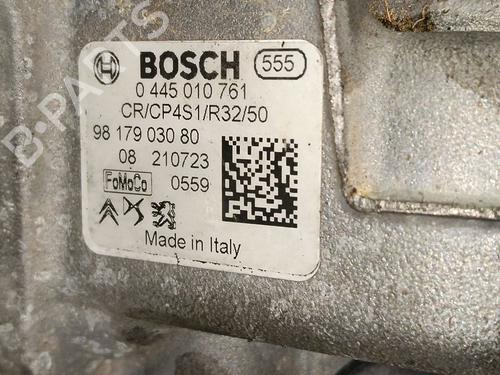 BOSCH 555
0 445 010 761
CR/CP4S1/R32/50
98 179 030 80
08 210723
FoMoCo 0559
Made in Italy